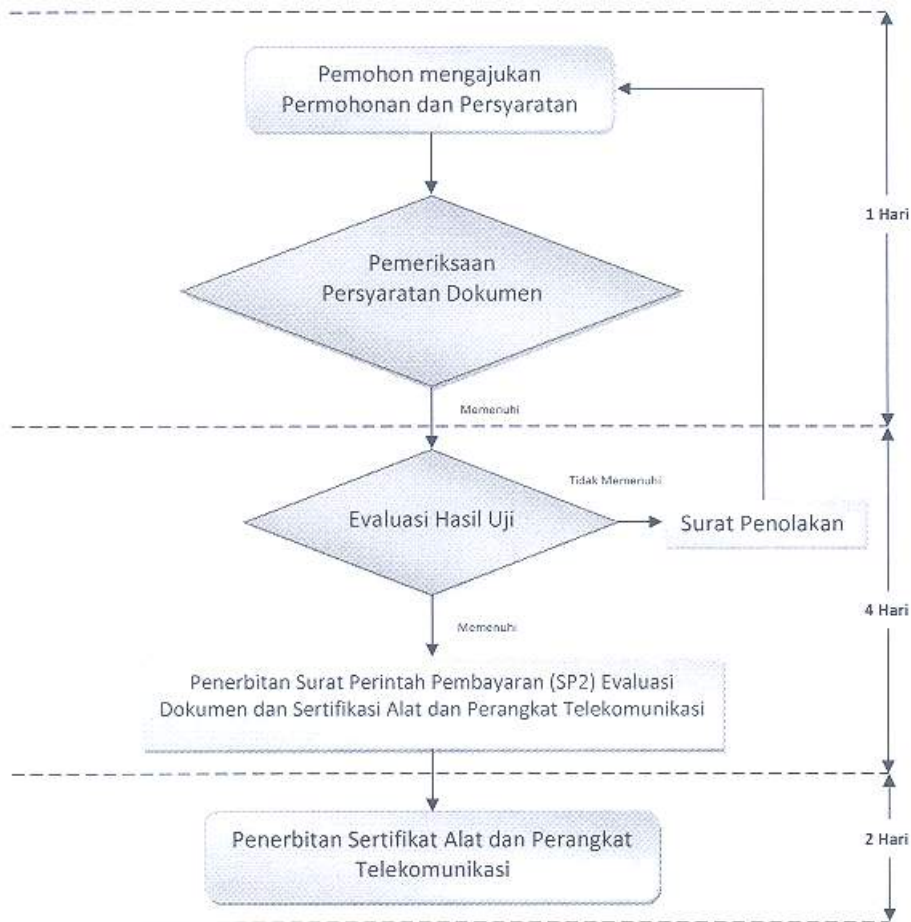 Pemohon mengajukan
Permohonan dan Persyaratan
1 Hari
Pemeriksaan
Persyaratan Dokumen
Memenuhi
Tidak Memenuhi
Evaluasi Hasil Uji
Surat Penolakan
4 Hari
Memenuhi
Penerbitan Surat Perintah Pembayaran (SP2) Evaluasi
Dokumen dan Sertifikasi Alat dan Perangkat Telekomunikasi
Penerbitan Sertifikat Alat dan Perangkat
Telekomunikasi
2 Hari